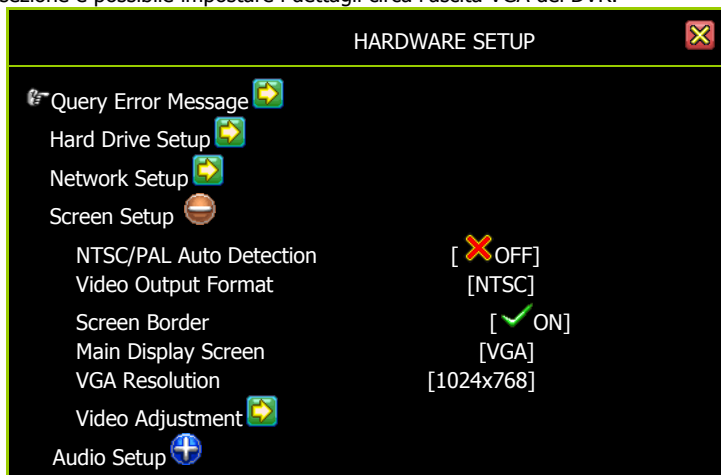 sezione è possibile impostare i dettagli circa l'uscita VGA del DVR.
HARDWARE SETUP
Query Error Message
Hard Drive Setup
Network Setup
Screen Setup
NTSC/PAL Auto Detection [ OFF]
Video Output Format [NTSC]
Screen Border [ ON]
Main Display Screen [VGA]
VGA Resolution [1024x768]
Video Adjustment
Audio Setup